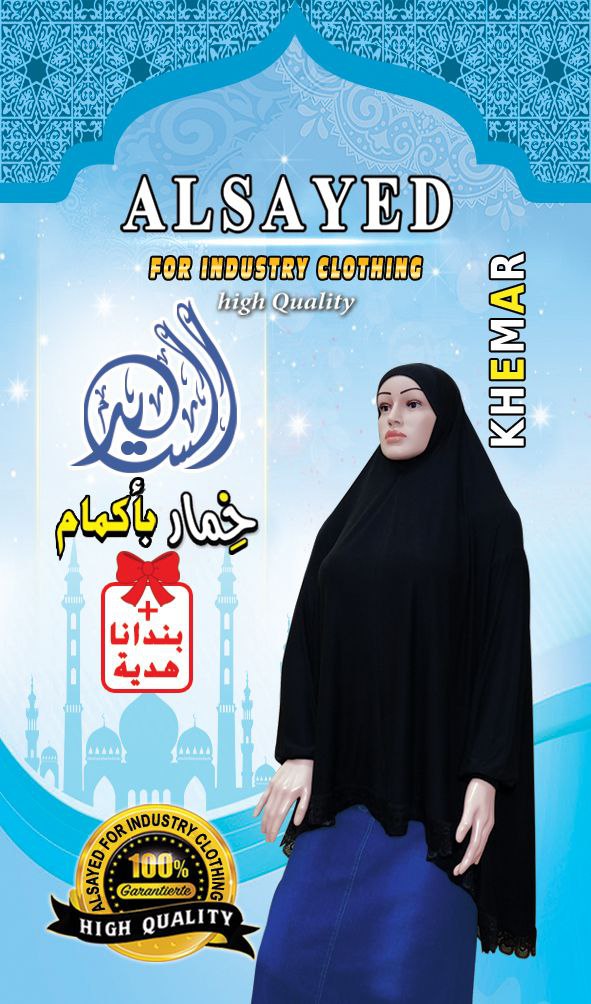 ALSAYED
FOR INDUSTRY CLOTHING
high Quality
KHEMAR
السيد
خِمار بأكمام
+
بندانا
هدية
ALSAYED FOR INDUSTRY CLOTHING
100%
Garantierte
HIGH QUALITY